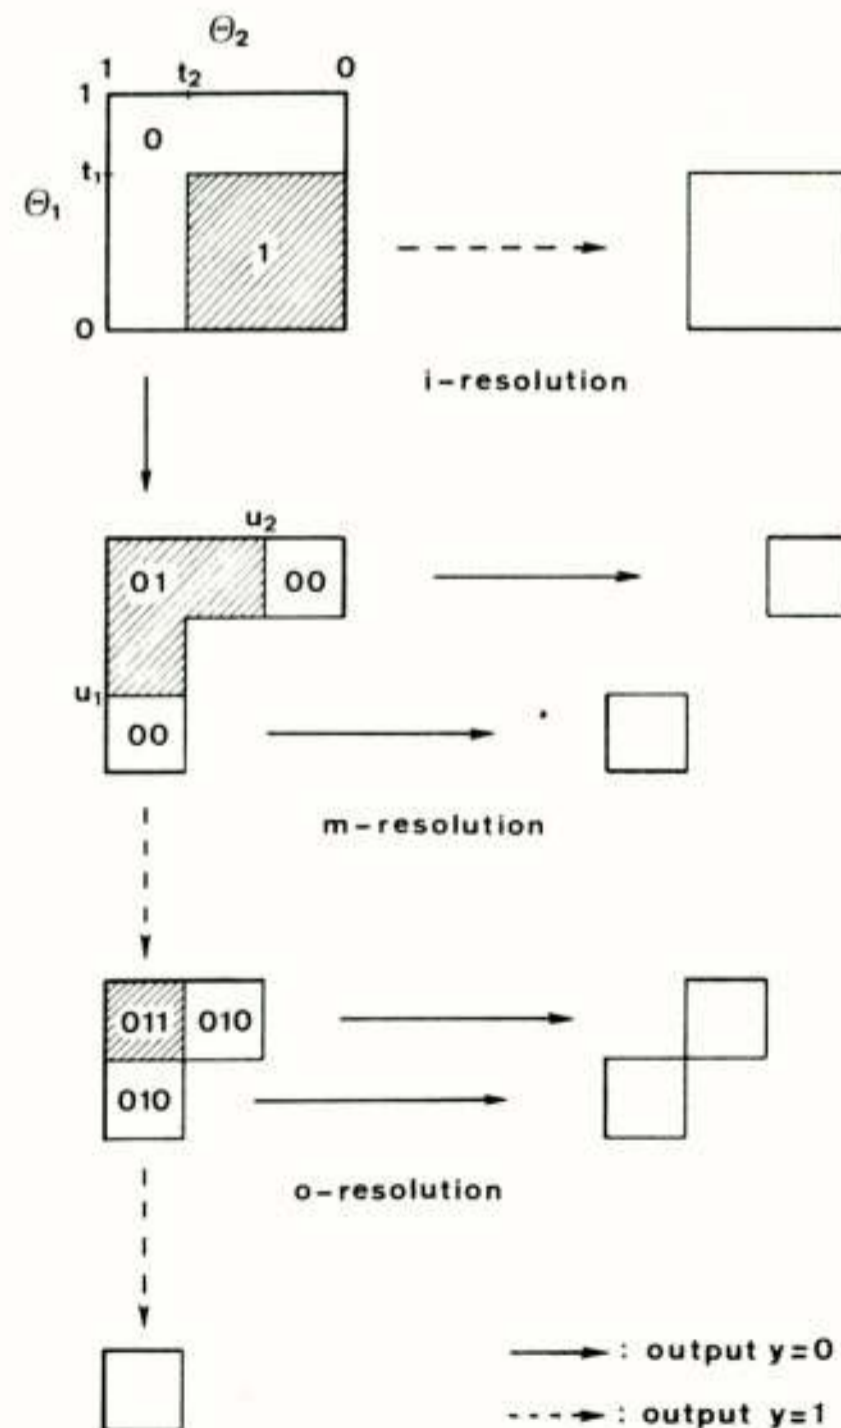 Θ₂
1 t₂ 0
1
0
t₁
Θ₁
1
0
i-resolution
u₂
01 00
u₁
00
m-resolution
011 010
010
o-resolution
: output y=0
: output y=1